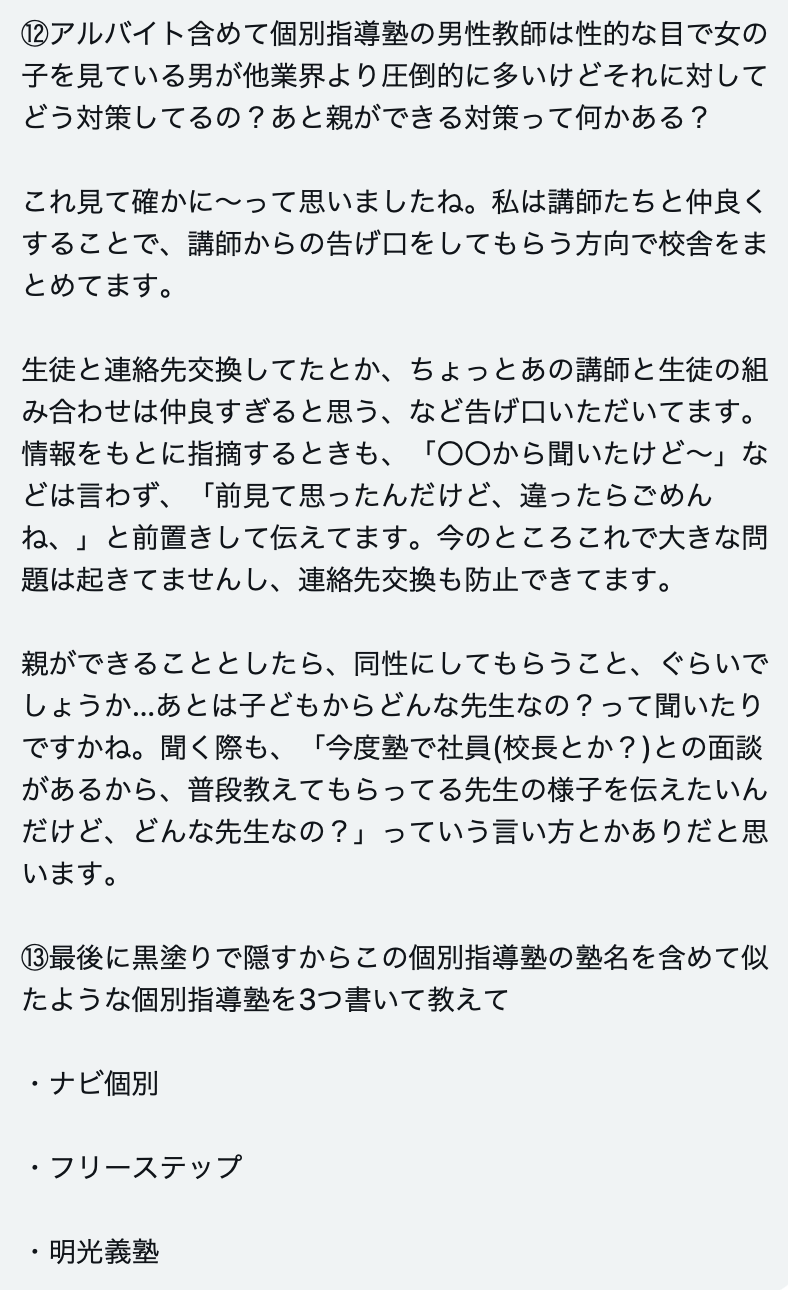 ⑫アルバイト含めて個別指導塾の男性教師は性的な目で女の
子を見ている男が他業界より圧倒的に多いけどそれに対して
どう対策してるの？あと親ができる対策って何かある？
これ見て確かに〜って思いましたね。私は講師たちと仲良く
することで、講師からの告げ口をしてもらう方向で校舎をま
とめてます。
生徒と連絡先交換してたとか、ちょっとあの講師と生徒の組
み合わせは仲良すぎると思う、など告げ口いただいてます。
情報をもとに指摘するときも、「〇〇から聞いたけど〜」な
どは言わず、「前見て思ったんだけど、違ったらごめん
ね、」と前置きして伝えてます。今のところこれで大きな問
題は起きてませんし、連絡先交換も防止できてます。
親ができることとしたら、同性にしてもらうこと、ぐらいで
しょうか...あとは子どもからどんな先生なの？って聞いたり
ですかね。聞く際も、「今度塾で社員(校長とか？)との面談
があるから、普段教えてもらってる先生の様子を伝えたいん
だけど、どんな先生なの？」っていう言い方とかありだと思
います。
⑬最後に黒塗りで隠すからこの個別指導塾の塾名を含めて似
たような個別指導塾を3つ書いて教えて
・ナビ個別
・フリーステップ
・明光義塾